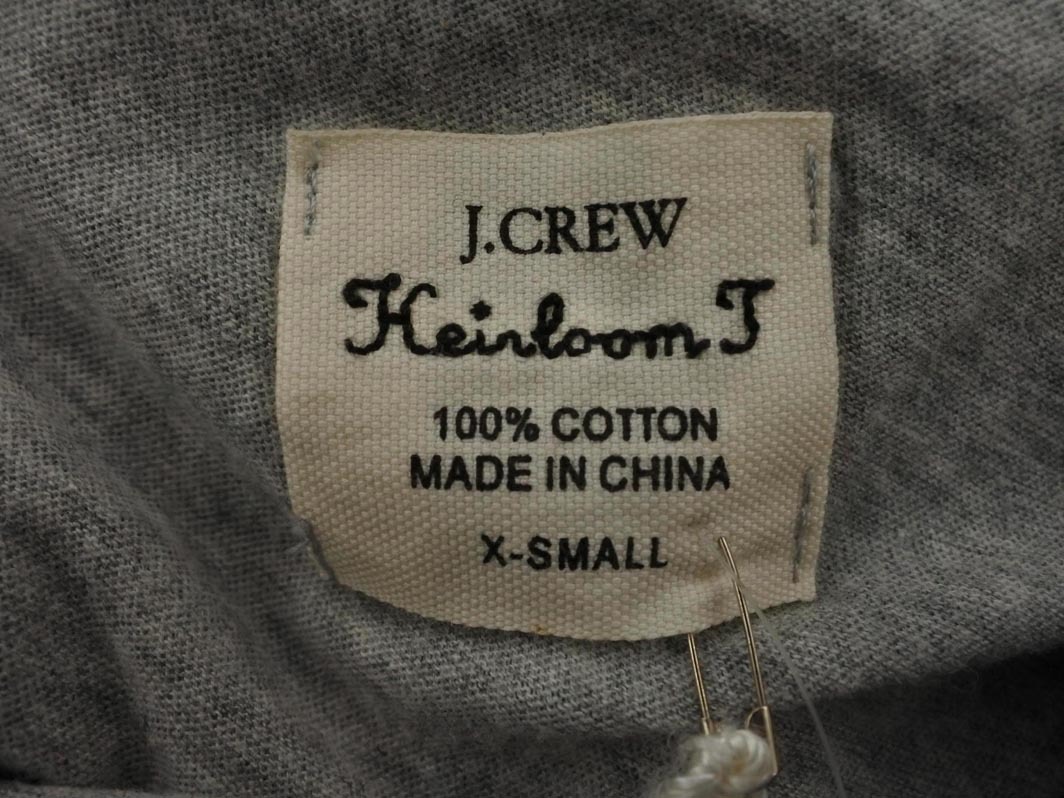 J.CREW
Heirloom T
100% COTTON
MADE IN CHINA
X-SMALL